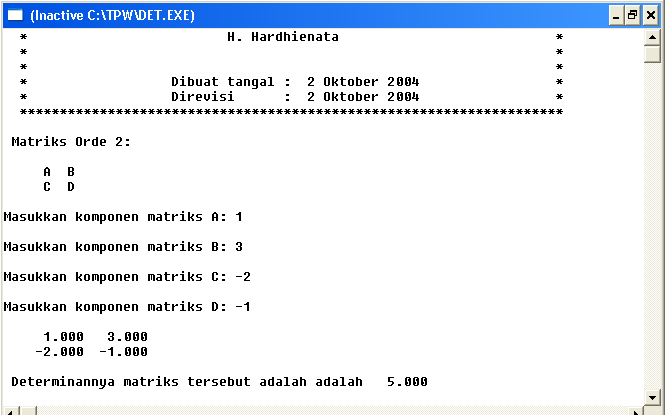 (Inactive C:\TPW\DET.EXE)
* H. Hardhienata *
* *
* *
* Dibuat tangal : 2 Oktober 2004 *
* Direvisi : 2 Oktober 2004 *
********************************************************************
Matriks Orde 2:
A B
C D
Masukkan komponen matriks A: 1
Masukkan komponen matriks B: 3
Masukkan komponen matriks C: -2
Masukkan komponen matriks D: -1
1.000 3.000
-2.000 -1.000
Determinannya matriks tersebut adalah adalah 5.000